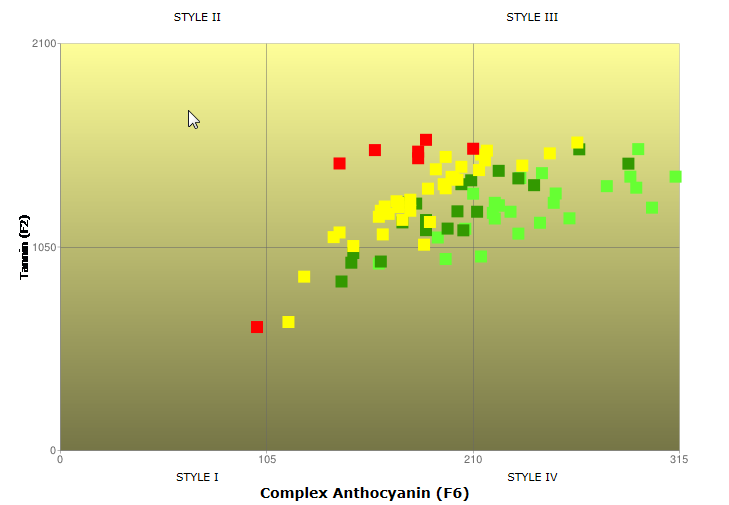 STYLE II
STYLE III
2100
Tannin (F2)
1050
0
0
105
210
315
STYLE I
STYLE IV
Complex Anthocyanin (F6)